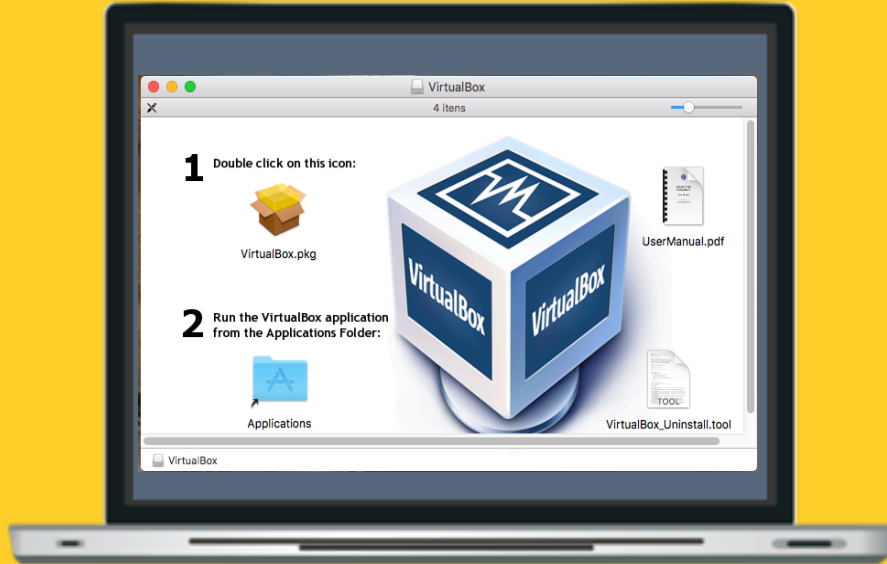 VirtualBox
4 itens
1 Double click on this icon:
VirtualBox.pkg
UserManual.pdf
VirtualBox
VirtualBox
2 Run the VirtualBox application
from the Applications Folder:
Applications
TOOL
VirtualBox_Uninstall.tool
VirtualBox